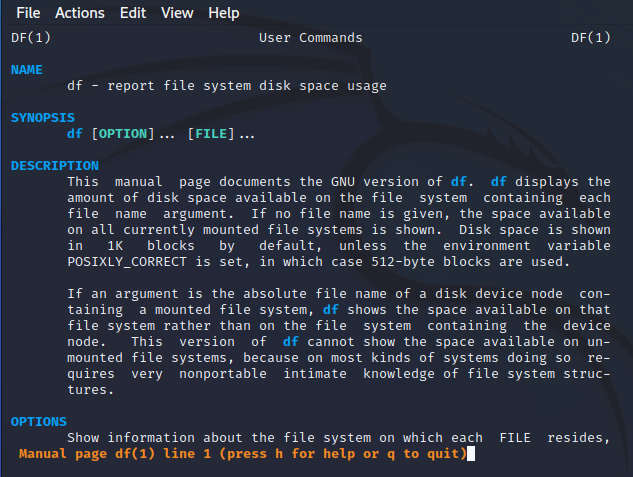 File Actions Edit View Help
DF(1) User Commands DF(1)
NAME
df - report file system disk space usage
SYNOPSIS
df [OPTION]... [FILE]...
DESCRIPTION
This manual page documents the GNU version of df. df displays the
amount of disk space available on the file system containing each
file name argument. If no file name is given, the space available
on all currently mounted file systems is shown. Disk space is shown
in 1K blocks by default, unless the environment variable
POSIXLY_CORRECT is set, in which case 512-byte blocks are used.
If an argument is the absolute file name of a disk device node con-
taining a mounted file system, df shows the space available on that
file system rather than on the file system containing the device
node. This version of df cannot show the space available on un-
mounted file systems, because on most kinds of systems doing so re-
quires very nonportable intimate knowledge of file system struc-
tures.
OPTIONS
Show information about the file system on which each FILE resides,
Manual page df(1) line 1 (press h for help or q to quit)